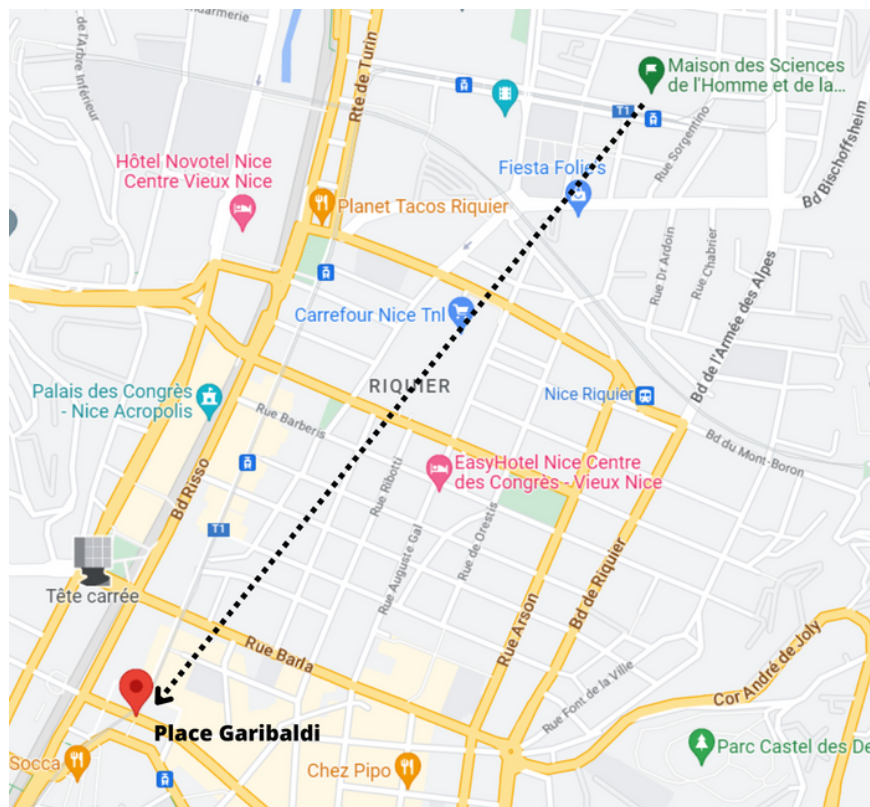 Gendarmerie
de l'Arbre Inférieur
Rte de Turin
Maison des Sciences
de l'Homme et de la...
T1
Rue Sorgentino
Bd Bischoffsheim
Hôtel Novotel Nice
Centre Vieux Nice
Planet Tacos Riquier
Rue Dr Ardoin
Rue Chabrier
Bd de l'Armée des Alpes
Carrefour Nice Tnl
RIQUIER
Palais des Congrès
- Nice Acropolis
Nice Riquier
Rue Barberis
Bd du Mont-Boron
EasyHotel Nice Centre
des Congrès - Vieux Nice
Rue Ribotti
Bd Risso
T1
Rue Auguste Gal
Rue de Orestis
Bd de Riquier
Rue Arson
Tête carrée
Rue Barla
Rue Font de la Ville
Cor André de Joly
Place Garibaldi
Socca
Chez Pipo
Parc Castel des De